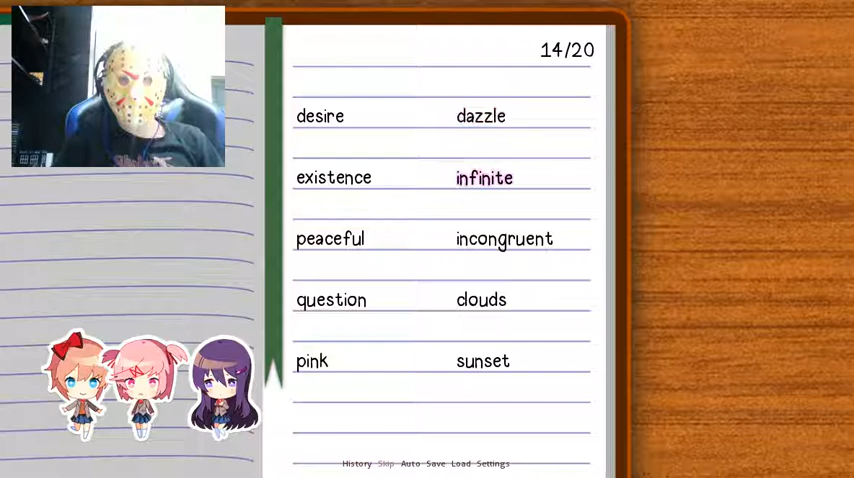 14/20
desire dazzle
existence infinite
peaceful incongruent
question clouds
pink sunset
History Skip Auto Save Load Settings